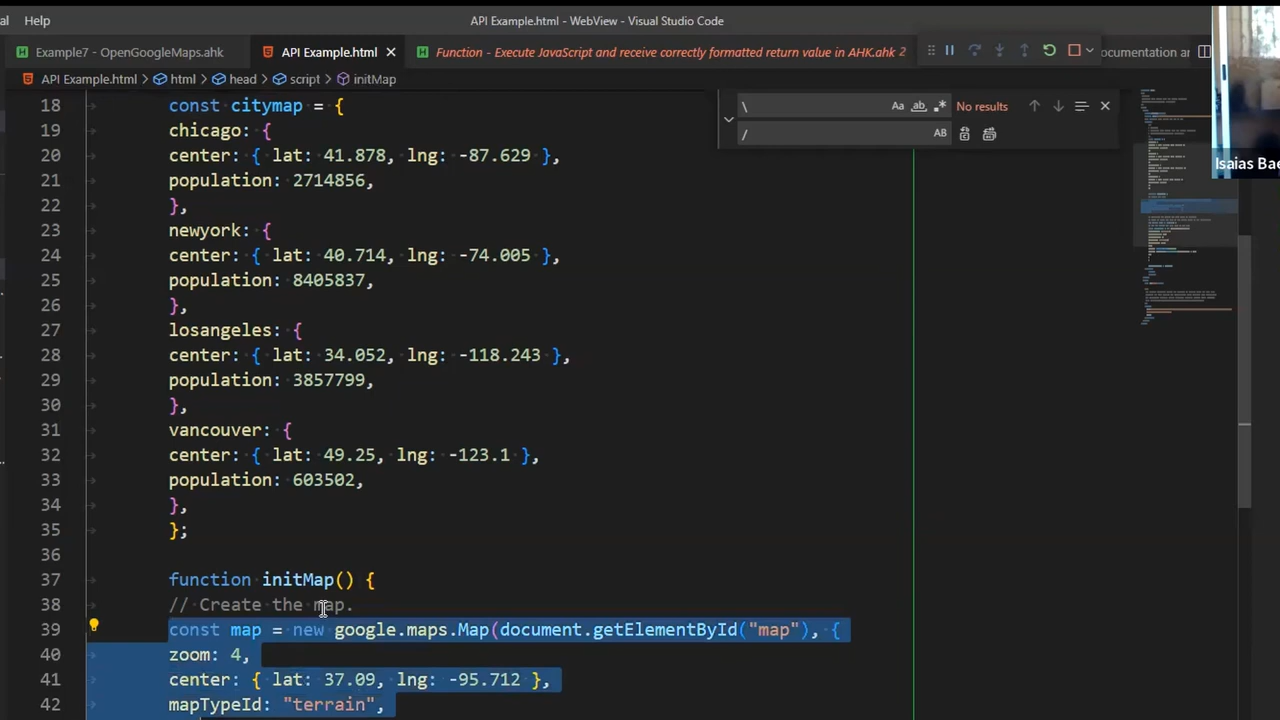 al Help API Example.html - WebView - Visual Studio Code
Example7 - OpenGoogleMaps.ahk API Example.html Function - Execute JavaScript and receive correctly formatted return value in AHK.ahk 2 ocumentation ar
API Example.html > html > head > script > initMap
\ Aa ab No results
/ AB
Isaias Bae
18 const citymap = {
19 chicago: {
20 center: { lat: 41.878, lng: -87.629 },
21 population: 2714856,
22 },
23 newyork: {
24 center: { lat: 40.714, lng: -74.005 },
25 population: 8405837,
26 },
27 losangeles: {
28 center: { lat: 34.052, lng: -118.243 },
29 population: 3857799,
30 },
31 vancouver: {
32 center: { lat: 49.25, lng: -123.1 },
33 population: 603502,
34 },
35 };
36
37 function initMap() {
38 // Create the map.
39 const map = new google.maps.Map(document.getElementById("map"), {
40 zoom: 4,
41 center: { lat: 37.09, lng: -95.712 },
42 mapTypeId: "terrain",